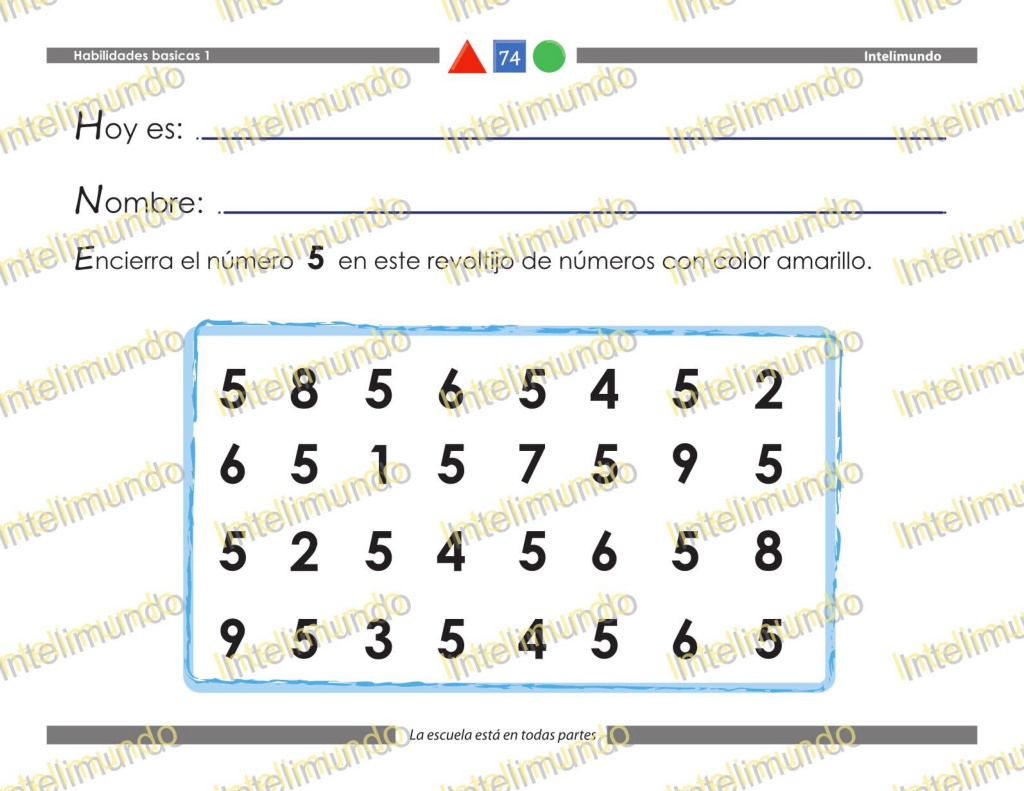 Habilidades basicas 1 74 Intelimundo
Hoy es:
Nombre:
Encierra el número 5 en este revoltijo de números con color amarillo.
5 8 5 6 5 4 5 2
6 5 1 5 7 5 9 5
5 2 5 4 5 6 5 8
9 5 3 5 4 5 6 5
La escuela está en todas partes
Intelimundo